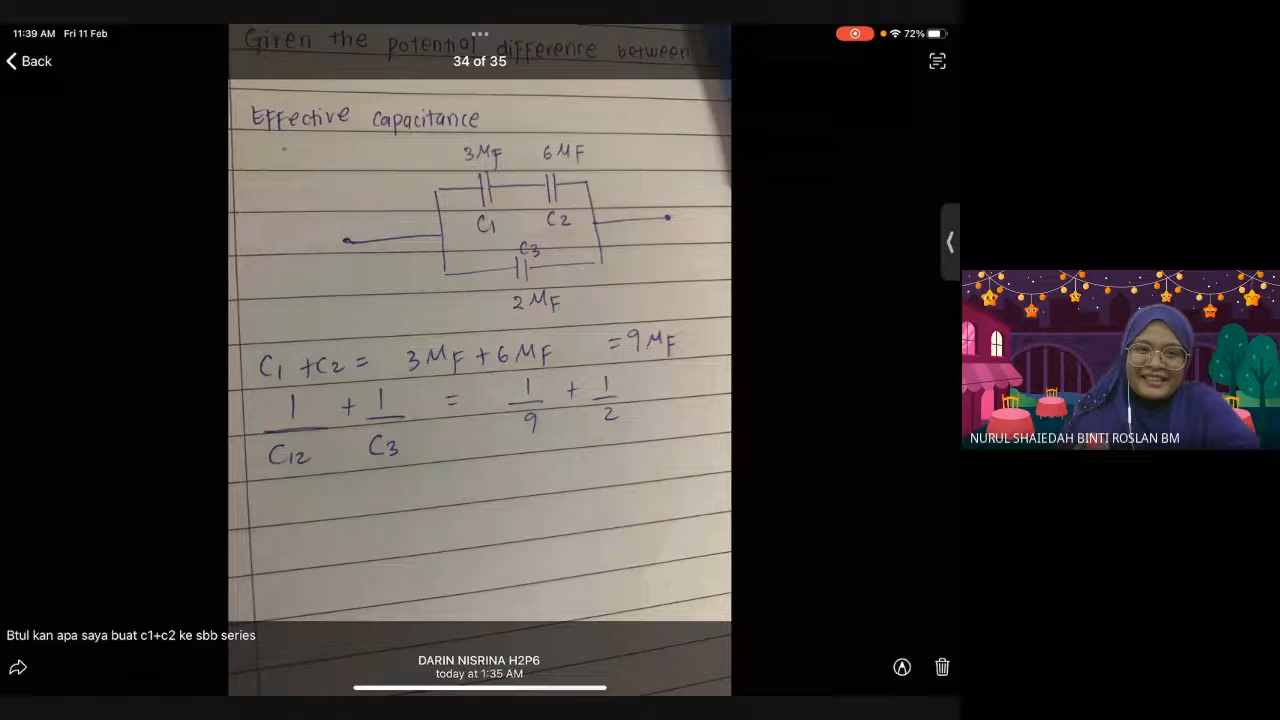 11:39 AM Fri 11 Feb
72%
Back
34 of 35
Given the potential difference between
Effective capacitance
3MF 6MF
C1 C2
C3
2MF
C1 + C2 = 3MF + 6MF = 9MF
1/C12 + 1/C3 = 1/9 + 1/2
Btul kan apa saya buat c1+c2 ke sbb series
DARIN NISRINA H2P6
today at 1:35 AM
NURUL SHAIEDAH BINTI ROSLAN BM